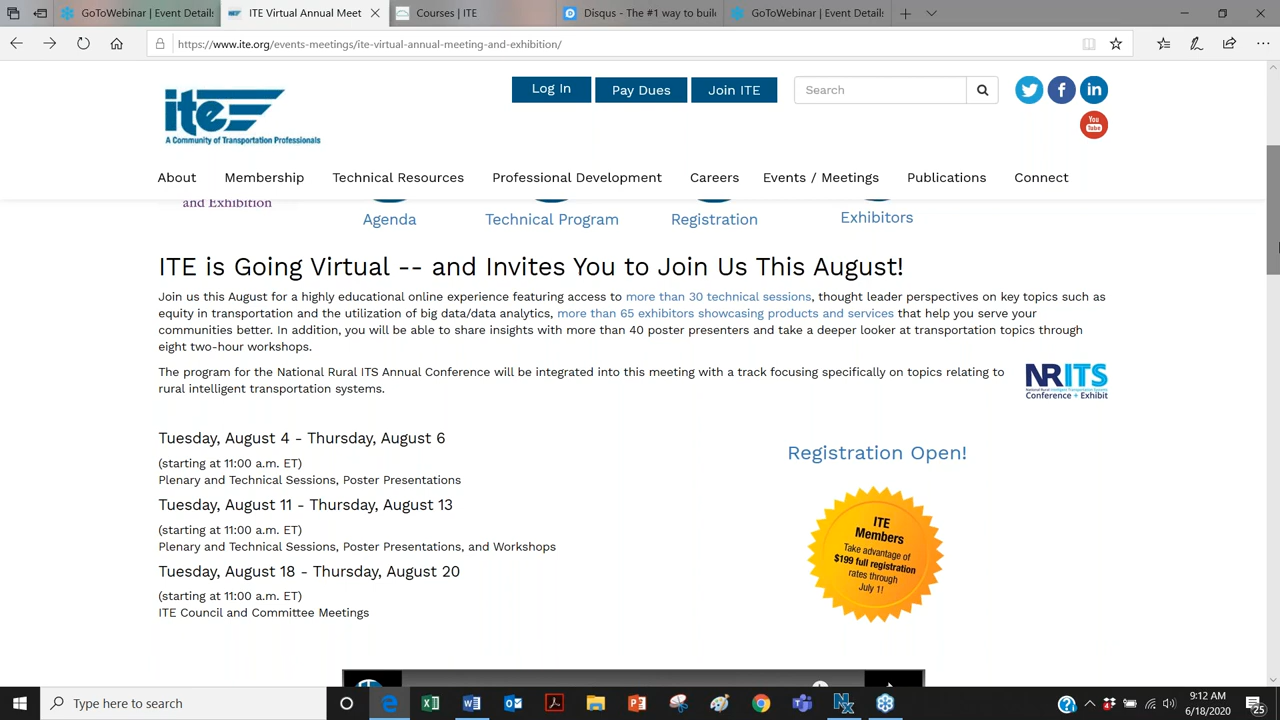 GoToWebinar | Event Details
ITE Virtual Annual Meet
Courses | ITE
Disqus - The #1 way to build
GoToWebinar | Event Details
https://www.ite.org/events-meetings/ite-virtual-annual-meeting-and-exhibition/
ite
A Community of Transportation Professionals
Log In
Pay Dues
Join ITE
Search
You Tube
About
Membership
Technical Resources
Professional Development
Careers
Events / Meetings
Publications
Connect
and Exhibition
Agenda
Technical Program
Registration
Exhibitors
ITE is Going Virtual -- and Invites You to Join Us This August!
Join us this August for a highly educational online experience featuring access to more than 30 technical sessions, thought leader perspectives on key topics such as
equity in transportation and the utilization of big data/data analytics, more than 65 exhibitors showcasing products and services that help you serve your
communities better. In addition, you will be able to share insights with more than 40 poster presenters and take a deeper looker at transportation topics through
eight two-hour workshops.
The program for the National Rural ITS Annual Conference will be integrated into this meeting with a track focusing specifically on topics relating to
rural intelligent transportation systems.
NRITS
National Rural Intelligent Transportation Systems
Conference + Exhibit
Tuesday, August 4 - Thursday, August 6
(starting at 11:00 a.m. ET)
Plenary and Technical Sessions, Poster Presentations
Tuesday, August 11 - Thursday, August 13
(starting at 11:00 a.m. ET)
Plenary and Technical Sessions, Poster Presentations, and Workshops
Tuesday, August 18 - Thursday, August 20
(starting at 11:00 a.m. ET)
ITE Council and Committee Meetings
Registration Open!
ITE
Members
Take advantage of
$199 full registration
rates through
July 1!
Type here to search
9:12 AM
6/18/2020
25